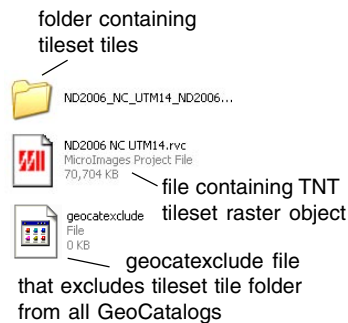 folder containing
tileset tiles
ND2006_NC_UTM14_ND2006...
ND2006 NC UTM14.rvc
MicroImages Project File
70,704 KB
file containing TNT
tileset raster object
geocatexclude
File
0 KB
geocatexclude file
that excludes tileset tile folder
from all GeoCatalogs